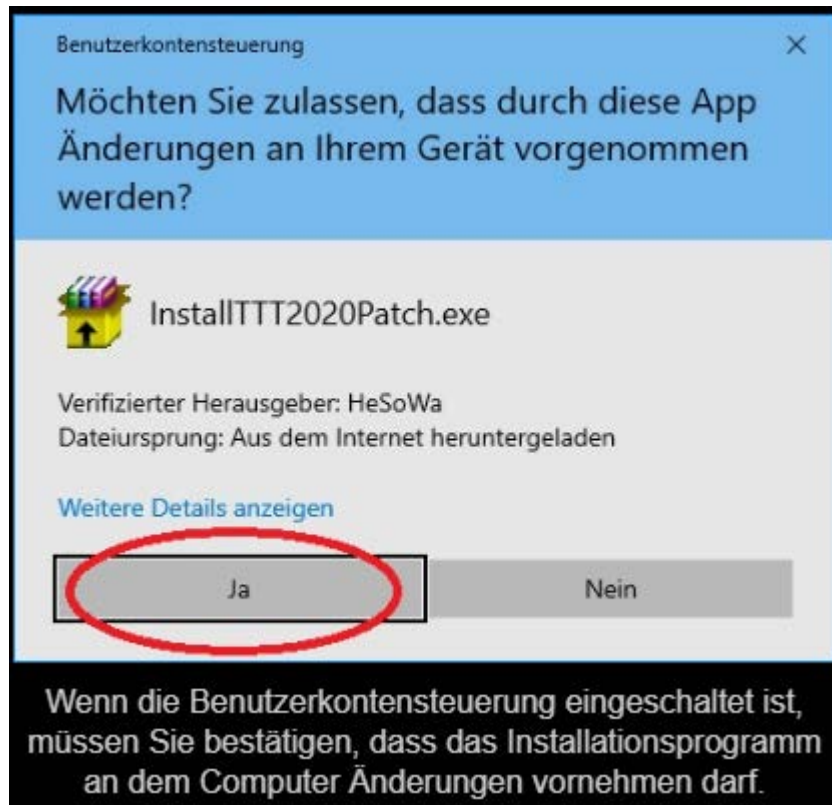 Benutzerkontensteuerung
Möchten Sie zulassen, dass durch diese App
Änderungen an Ihrem Gerät vorgenommen
werden?
InstallTTT2020Patch.exe
Verifizierter Herausgeber: HeSoWa
Dateiursprung: Aus dem Internet heruntergeladen
Weitere Details anzeigen
Ja
Nein
Wenn die Benutzerkontensteuerung eingeschaltet ist,
müssen Sie bestätigen, dass das Installationsprogramm
an dem Computer Änderungen vornehmen darf.